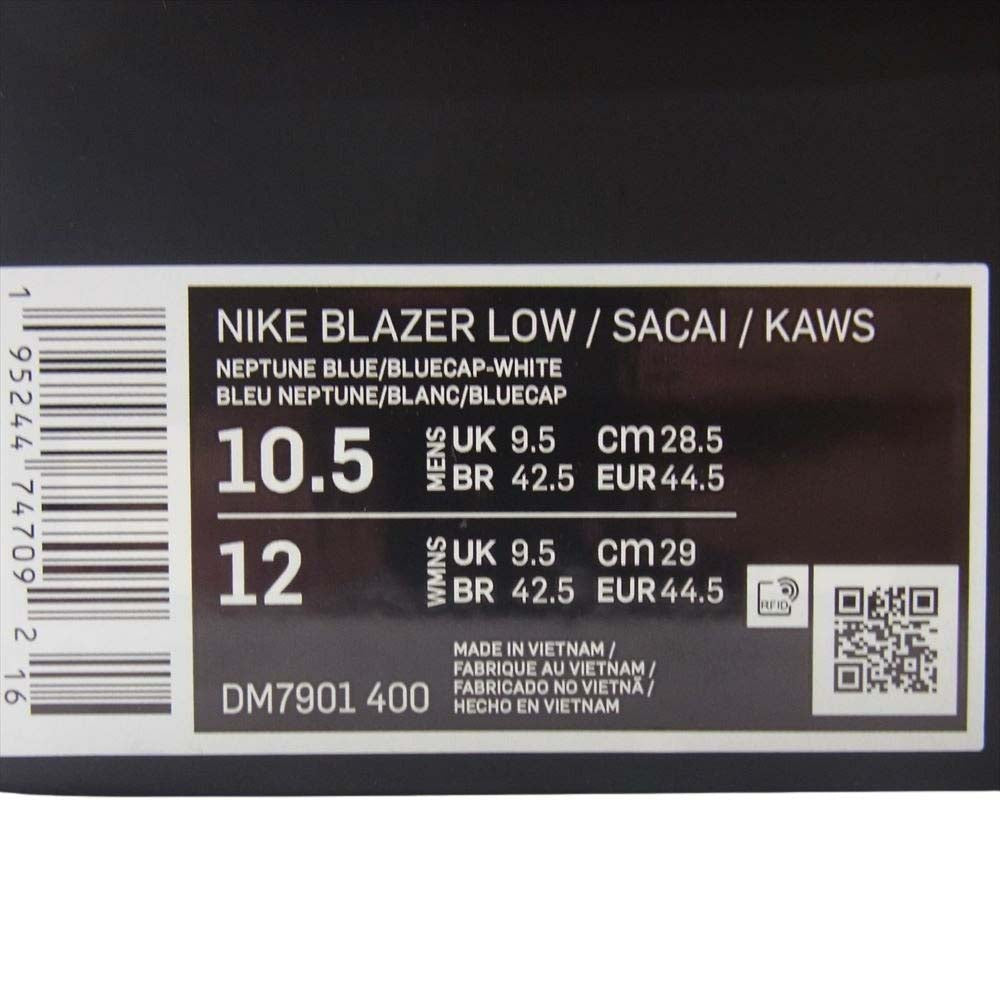 NIKE BLAZER LOW / SACAI / KAWS
NEPTUNE BLUE/BLUECAP-WHITE
BLEU NEPTUNE/BLANC/BLUECAP
10.5 MENS UK 9.5 cm 28.5
BR 42.5 EUR 44.5
12 WMNS UK 9.5 cm 29
BR 42.5 EUR 44.5
RFID
MADE IN VIETNAM /
FABRIQUE AU VIETNAM /
FABRICADO NO VIETNÃ /
HECHO EN VIETNAM
DM7901 400
1 95244 74709 2 16